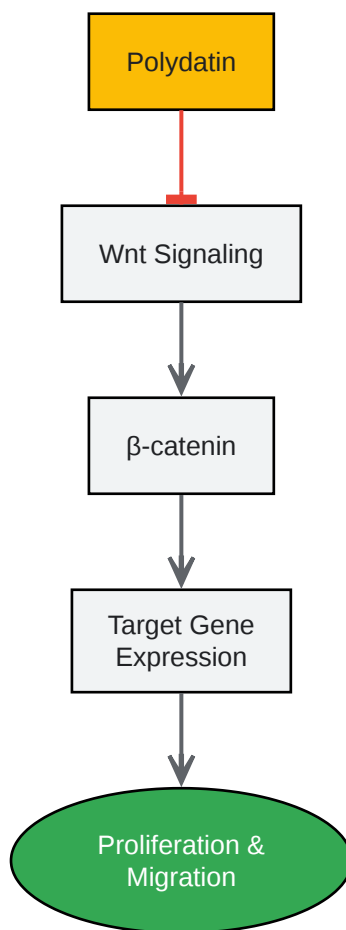 Polydatin
Wnt Signaling
β-catenin
Target Gene
Expression
Proliferation &
Migration